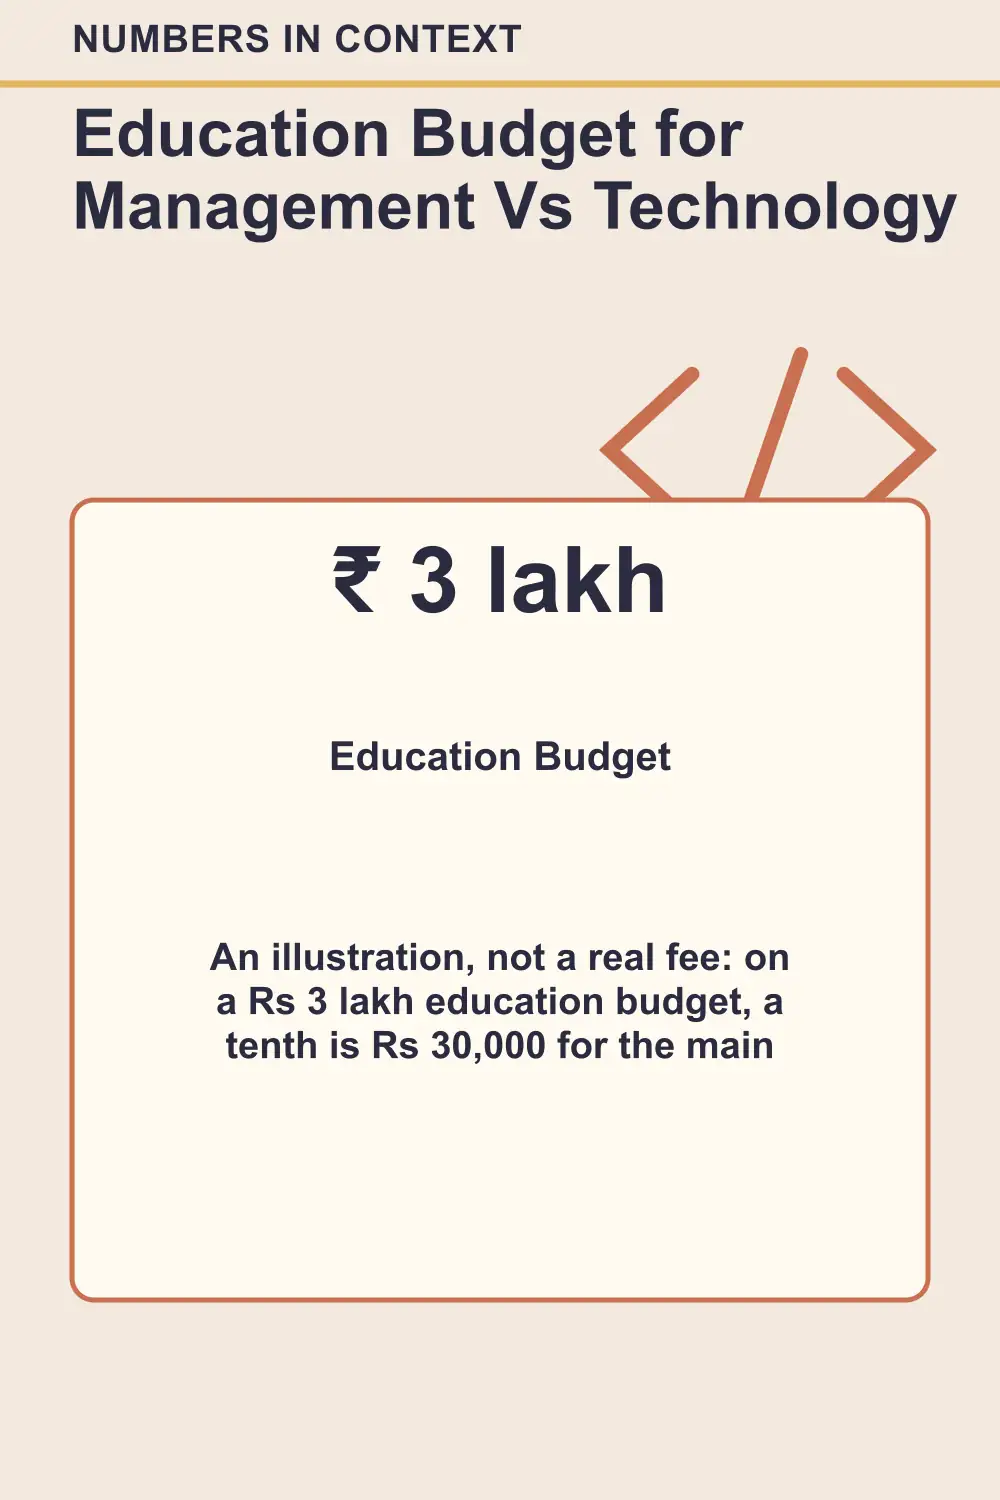 NUMBERS IN CONTEXT
Education Budget for
Management Vs Technology
₹ 3 lakh
Education Budget
An illustration, not a real fee: on
a Rs 3 lakh education budget, a
tenth is Rs 30,000 for the main